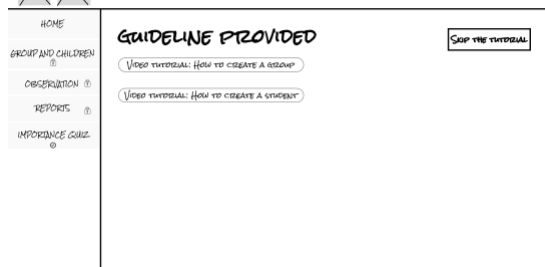 HOME
GROUP AND CHILDREN
OBSERVATION
REPORTS
IMPORTANCE QUIZ
GUIDELINE PROVIDED
SKIP THE TUTORIAL
VIDEO TUTORIAL: HOW TO CREATE A GROUP
VIDEO TUTORIAL: HOW TO CREATE A STUDENT